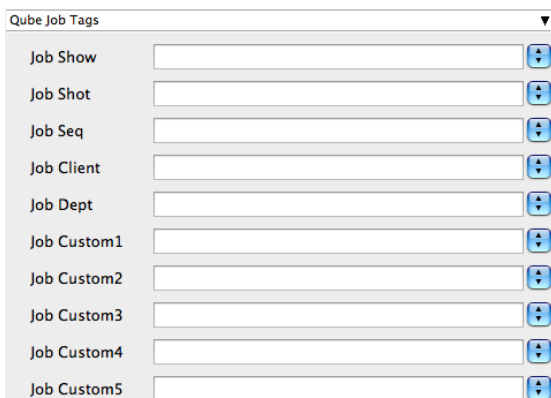 Qube Job Tags
Job Show
Job Shot
Job Seq
Job Client
Job Dept
Job Custom1
Job Custom2
Job Custom3
Job Custom4
Job Custom5